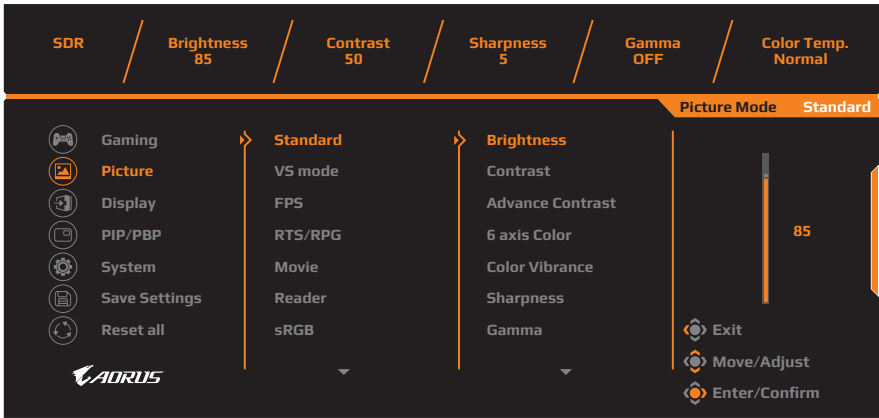 SDR
Brightness
85
Contrast
50
Sharpness
5
Gamma
OFF
Color Temp.
Normal
Picture Mode Standard
Gaming
Picture
Display
PIP/PBP
System
Save Settings
Reset all
AORUS
Standard
VS mode
FPS
RTS/RPG
Movie
Reader
sRGB
Brightness
Contrast
Advance Contrast
6 axis Color
Color Vibrance
Sharpness
Gamma
85
Exit
Move/Adjust
Enter/Confirm